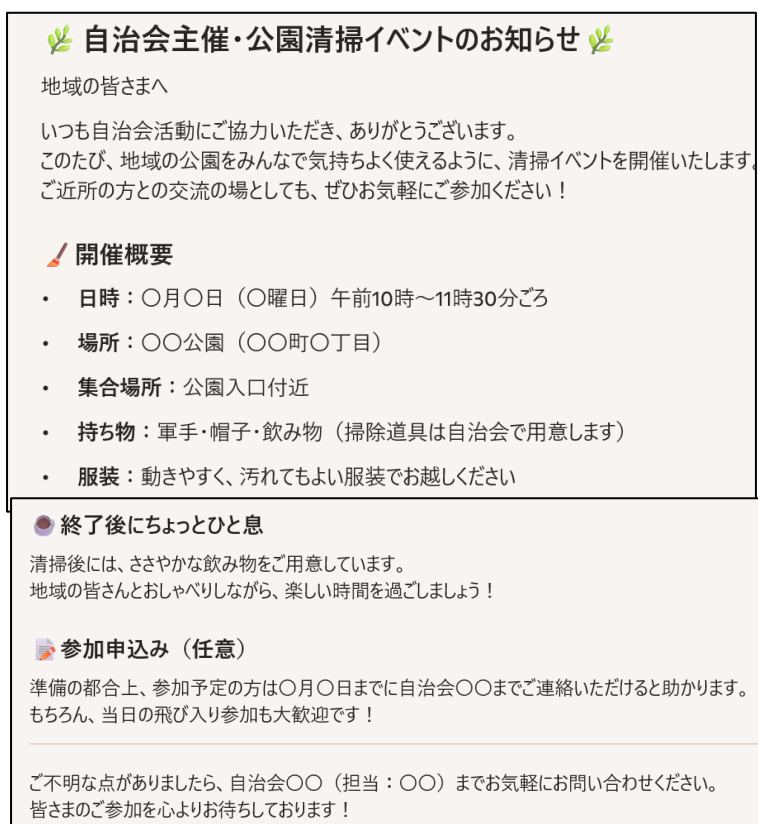 🌿 自治会主催・公園清掃イベントのお知らせ 🌿
地域の皆さまへ
いつも自治会活動にご協力いただき、ありがとうございます。
このたび、地域の公園をみんなで気持ちよく使えるように、清掃イベントを開催いたします。
ご近所の方との交流の場としても、ぜひお気軽にご参加ください！
🖌️ 開催概要
• 日時：〇月〇日（〇曜日）午前10時～11時30分ごろ
• 場所：〇〇公園（〇〇町〇丁目）
• 集合場所：公園入口付近
• 持ち物：軍手・帽子・飲み物（掃除道具は自治会で用意します）
• 服装：動きやすく、汚れてもよい服装でお越しください
☕ 終了後にちょっとひと息
清掃後には、ささやかな飲み物をご用意しています。
地域の皆さんとおしゃべりしながら、楽しい時間を過ごしましょう！
📝 参加申込み（任意）
準備の都合上、参加予定の方は〇月〇日までに自治会〇〇までご連絡いただけると助かります。
もちろん、当日の飛び入り参加も大歓迎です！
ご不明な点がありましたら、自治会〇〇（担当：〇〇）までお気軽にお問い合わせください。
皆さまのご参加を心よりお待ちしております！